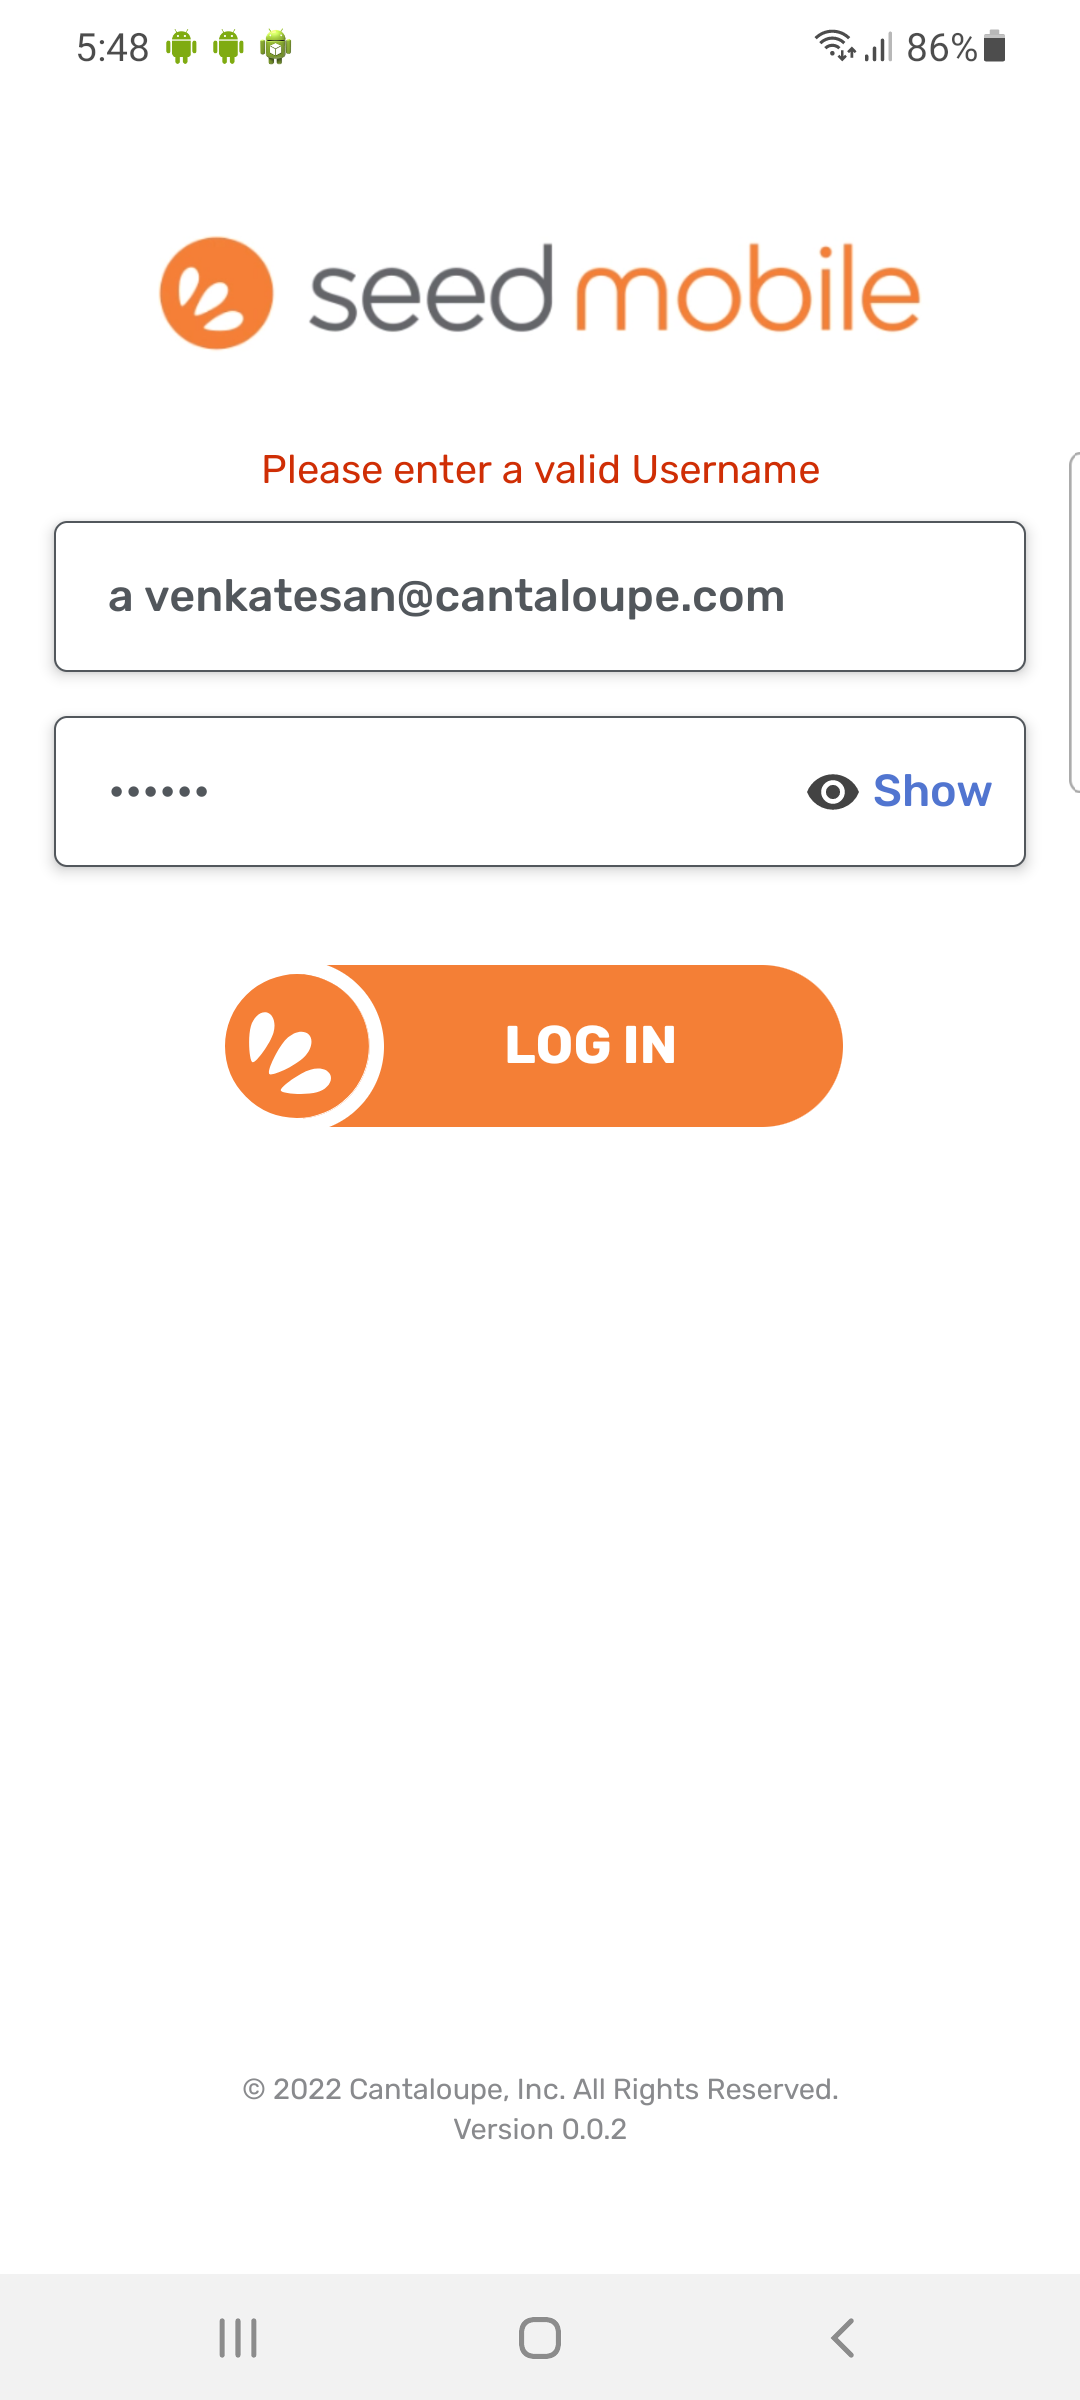 5:48 86%
seed mobile
Please enter a valid Username
a venkatesan@cantaloupe.com
•••••• Show
LOG IN
© 2022 Cantaloupe, Inc. All Rights Reserved.
Version 0.0.2